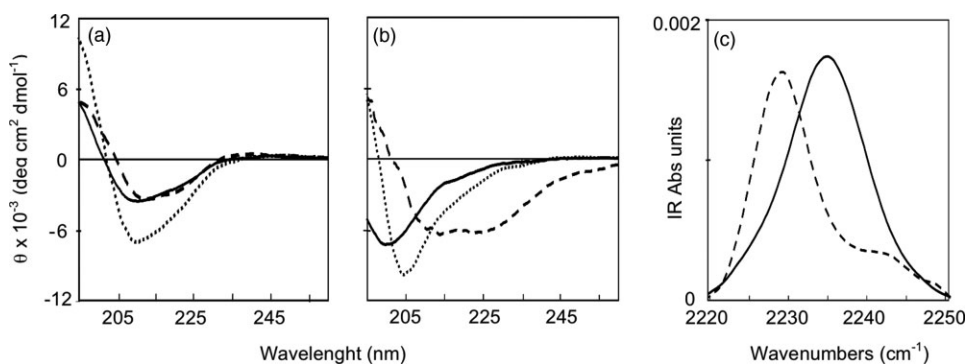 (a)
(b)
(c)
θ x 10⁻³ (deg cm² dmol⁻¹)
12
6
0
-6
-12
205
225
245
205
225
245
Wavelenght (nm)
IR Abs units
0.002
0
2220
2230
2240
2250
Wavenumbers (cm⁻¹)